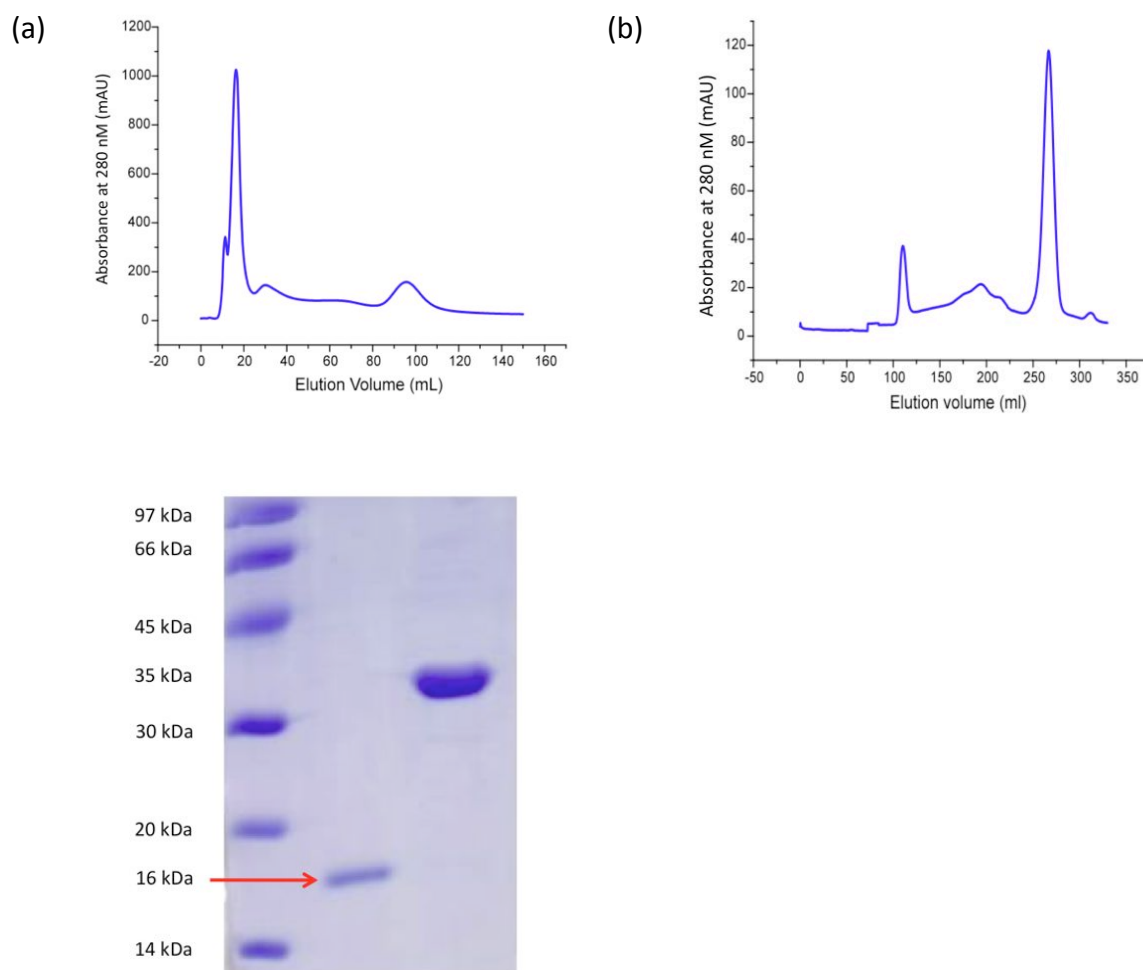 (a)
1200
1000
800
600
400
200
0
-20 0 20 40 60 80 100 120 140 160
Absorbance at 280 nM (mAU)
Elution Volume (mL)
(b)
120
100
80
60
40
20
0
-50 0 50 100 150 200 250 300 350
Absorbance at 280 nM (mAU)
Elution volume (ml)
97 kDa
66 kDa
45 kDa
35 kDa
30 kDa
20 kDa
16 kDa
14 kDa